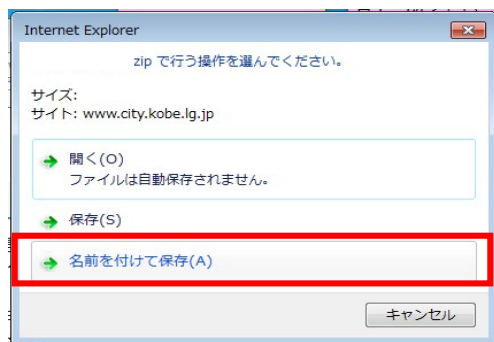 Internet Explorer
zip で行う操作を選んでください。
サイズ:
サイト: www.city.kobe.lg.jp
開く(O)
ファイルは自動保存されません。
保存(S)
名前を付けて保存(A)
キャンセル